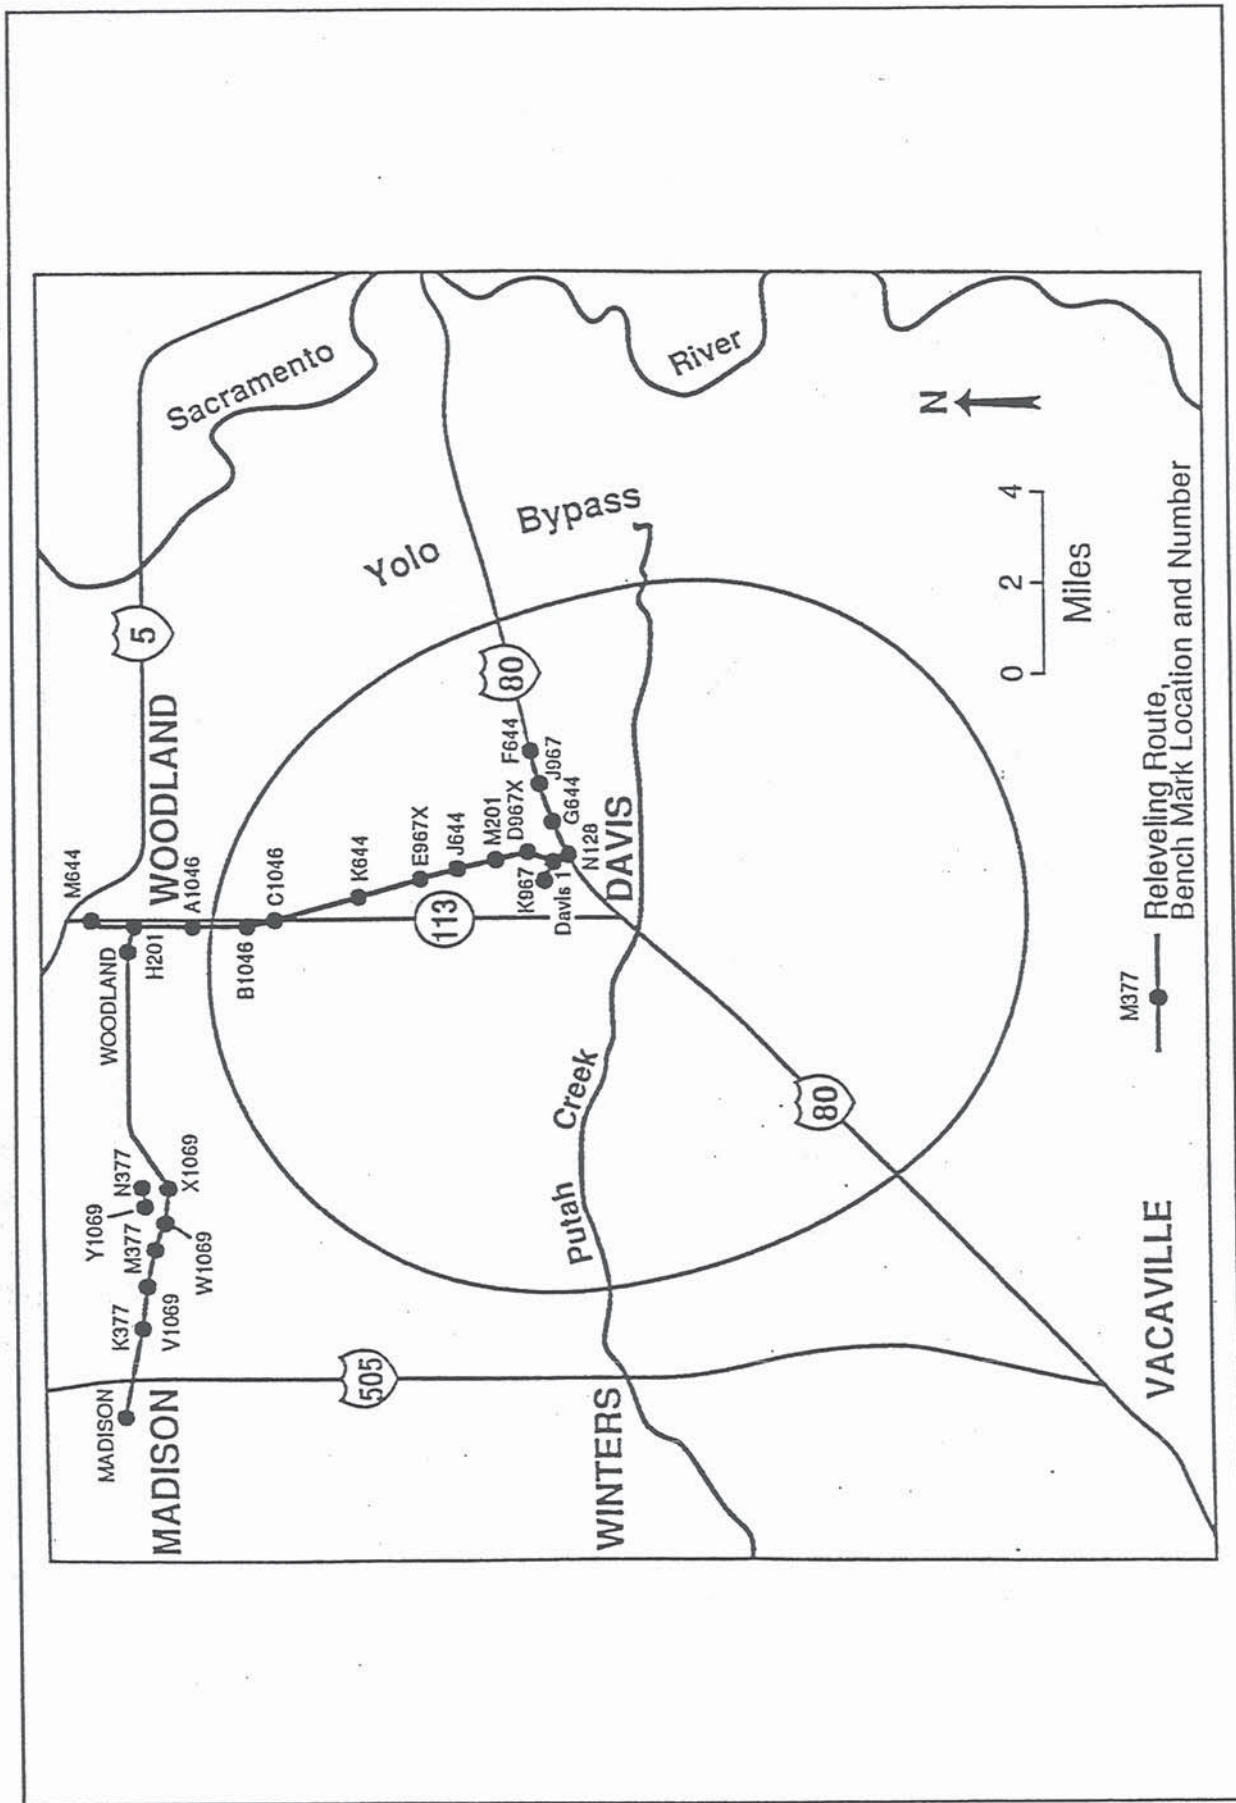 M644
WOODLAND
H201
WOODLAND
A1046
B1046
C1046
5
Sacramento
MADISON
MADISON
K377
V1069
Y1069
M377
W1069
N377
X1069
505
113
K644
E967X
J644
M201
D967X
K967
Davis 1
N128
G644
J967
F644
80
DAVIS
Yolo
Bypass
River
WINTERS
Putah
Creek
80
VACAVILLE
N
0 2 4
Miles
M377
Releveling Route,
Bench Mark Location and Number